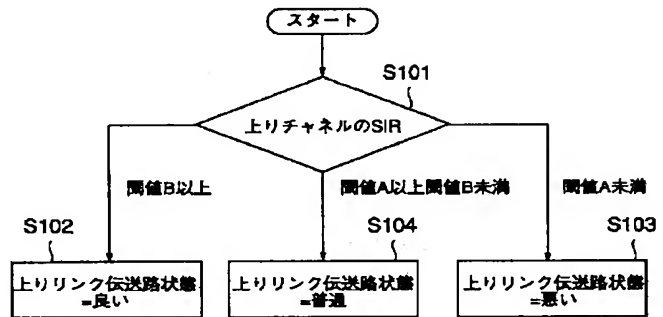 スタート
S101
上りチャネルのSIR
閾値B以上
閾値A以上閾値B未満
閾値A未満
S102
S104
S103
上りリンク伝送路状態
=良い
上りリンク伝送路状態
=普通
上りリンク伝送路状態
=悪い